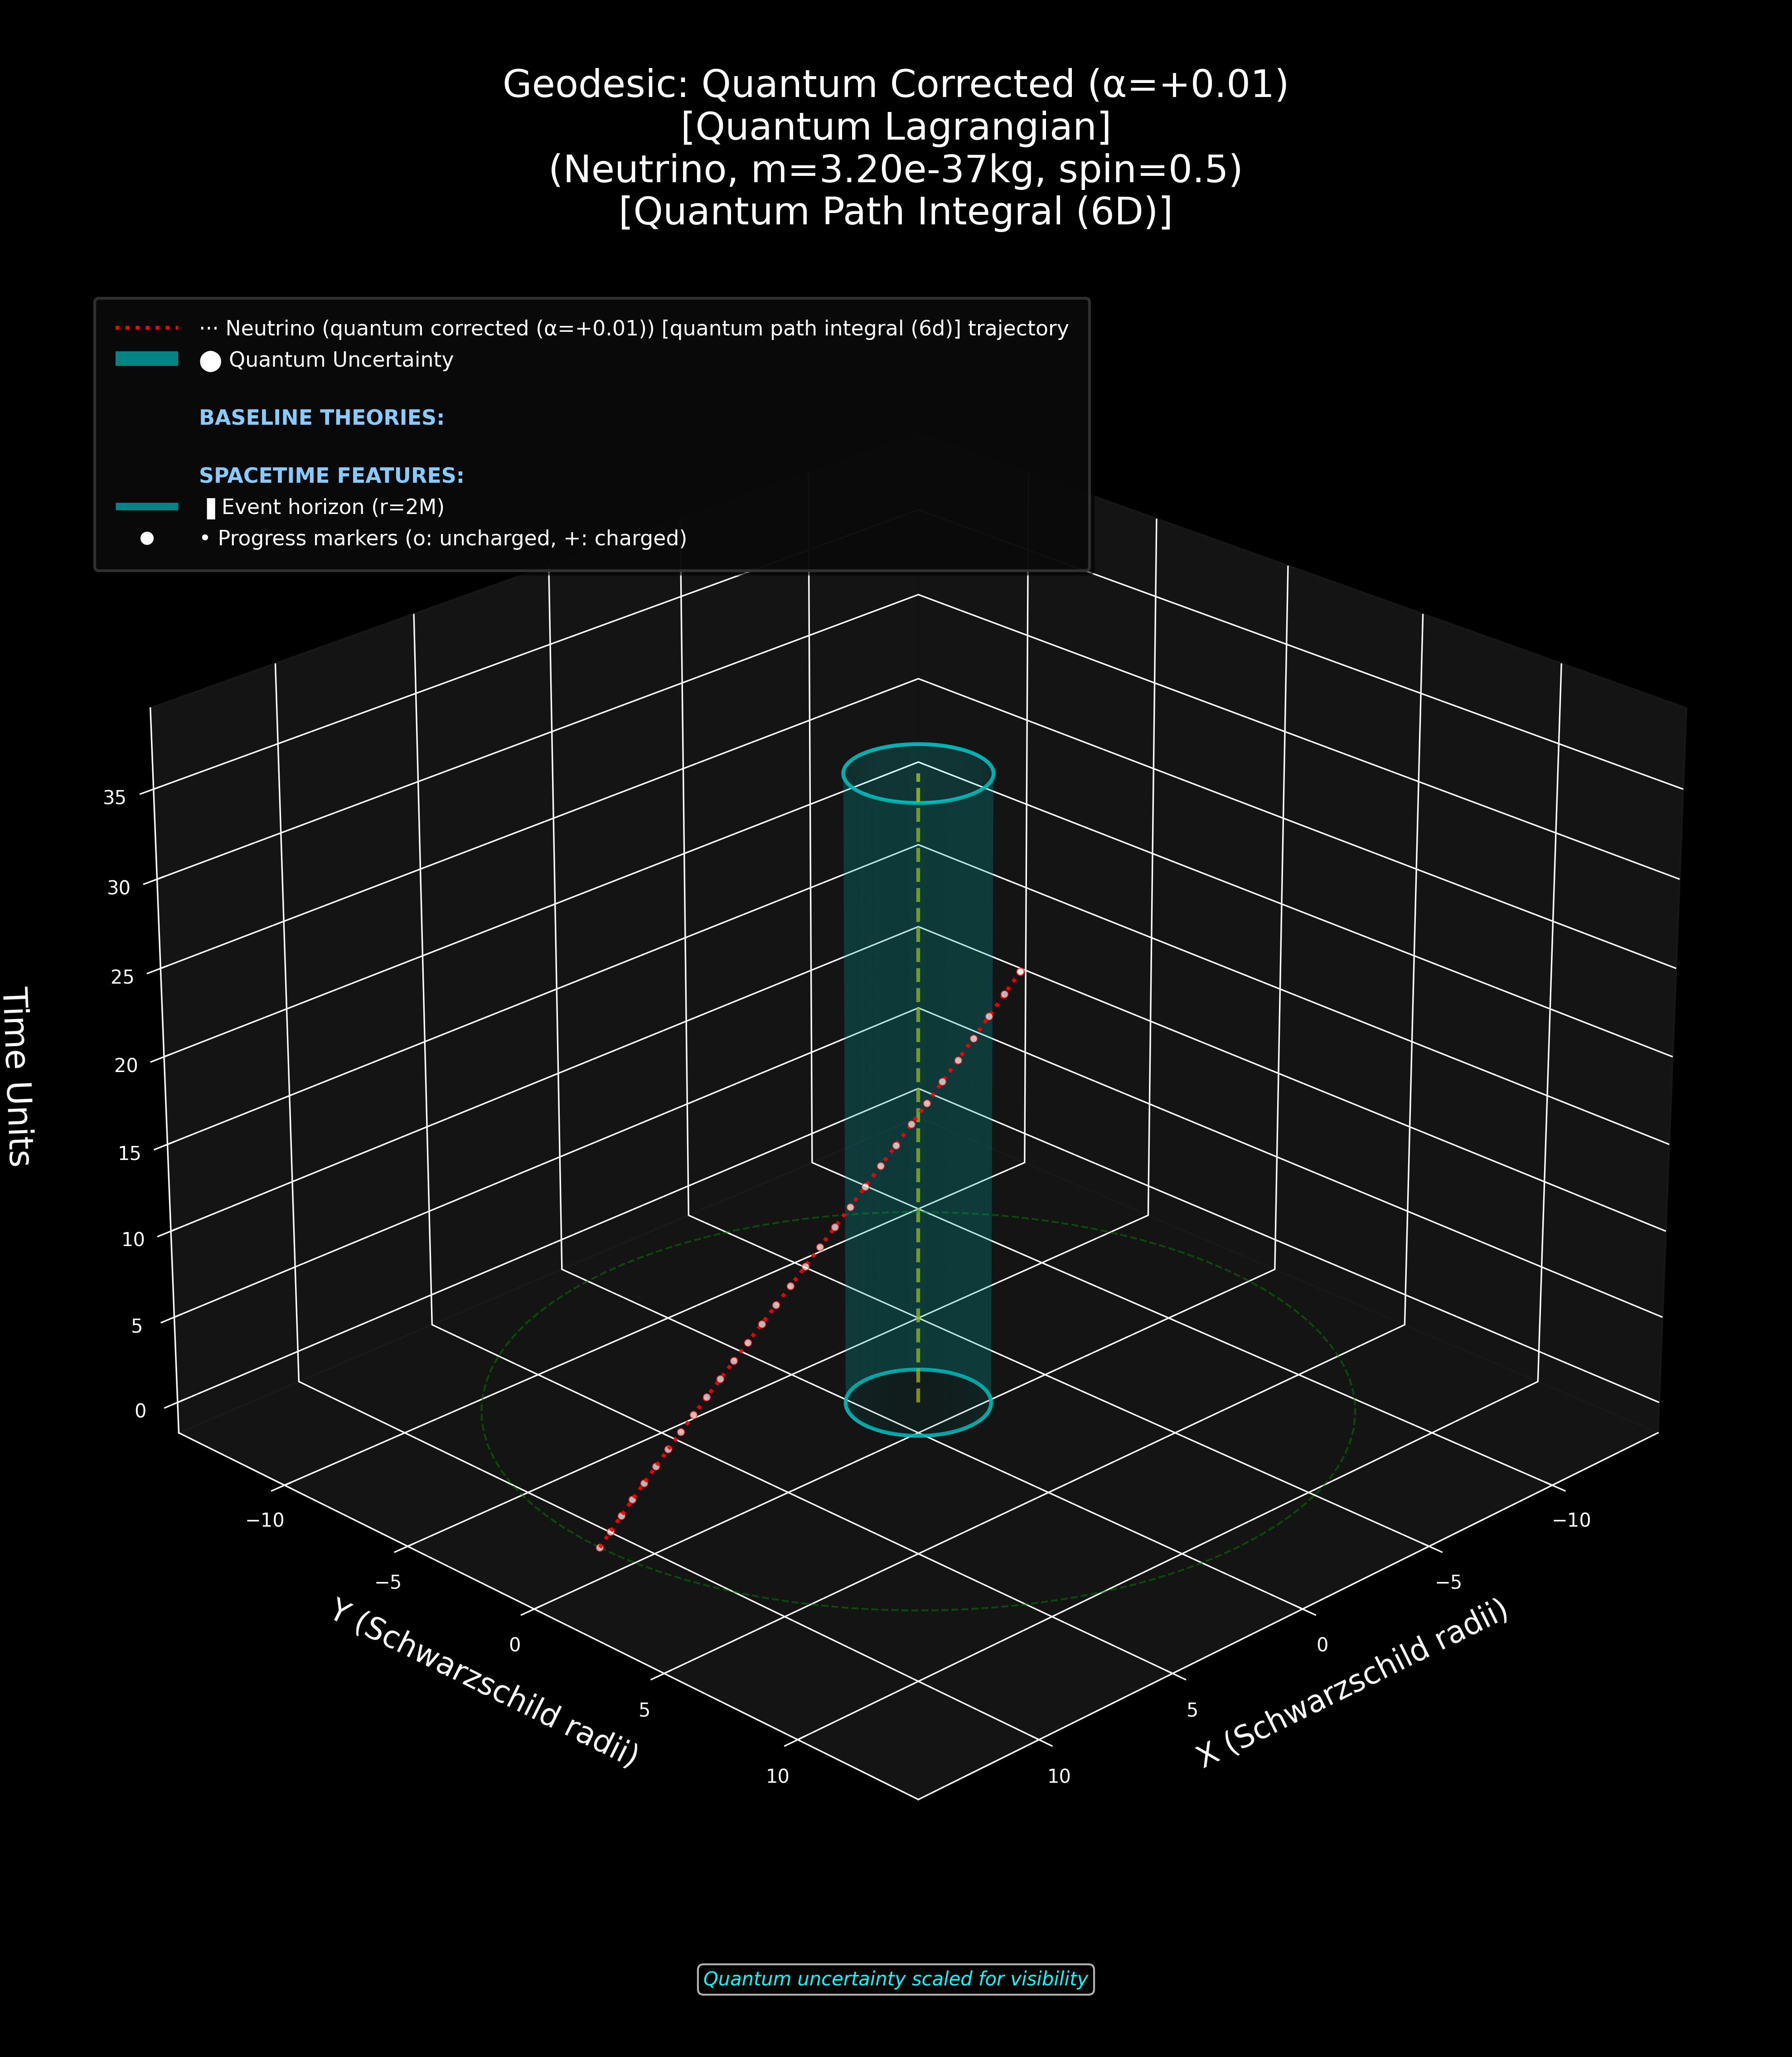 Geodesic: Quantum Corrected (α=+0.01)
[Quantum Lagrangian]
(Neutrino, m=3.20e-37kg, spin=0.5)
[Quantum Path Integral (6D)]
··· Neutrino (quantum corrected (α=+0.01)) [quantum path integral (6d)] trajectory
⬤ Quantum Uncertainty
BASELINE THEORIES:
SPACETIME FEATURES:
▐ Event horizon (r=2M)
• Progress markers (o: uncharged, +: charged)
35
30
25
20
15
10
5
0
Time Units
−10
−5
0
5
10
Y (Schwarzschild radii)
−10
−5
0
5
10
X (Schwarzschild radii)
Quantum uncertainty scaled for visibility